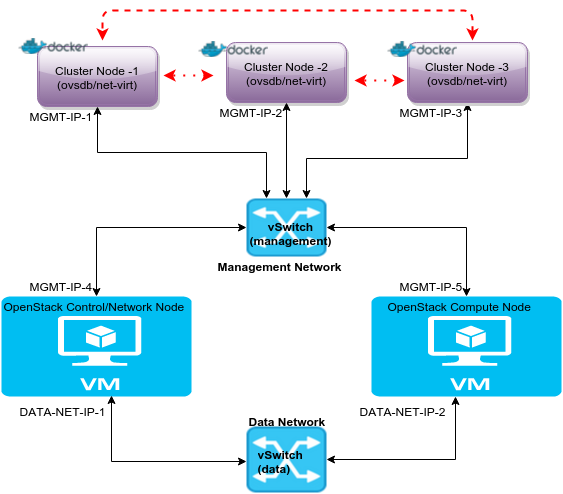 docker
docker
docker
Cluster Node -1
(ovsdb/net-virt)
Cluster Node -2
(ovsdb/net-virt)
Cluster Node -3
(ovsdb/net-virt)
MGMT-IP-1
MGMT-IP-2
MGMT-IP-3
vSwitch
(management)
Management Network
MGMT-IP-4
MGMT-IP-5
OpenStack Control/Network Node
VM
OpenStack Compute Node
VM
DATA-NET-IP-1
DATA-NET-IP-2
Data Network
vSwitch
(data)